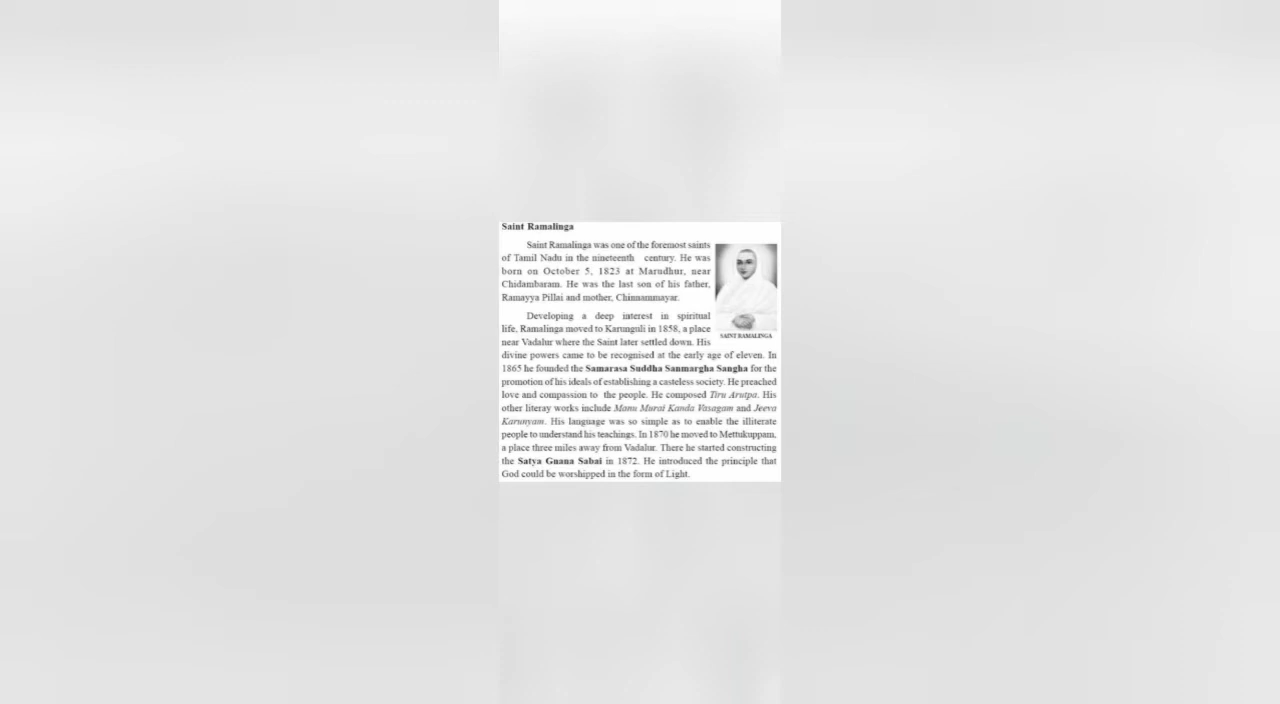 Saint Ramalinga
Saint Ramalinga was one of the foremost saints
of Tamil Nadu in the nineteenth century. He was
born on October 5, 1823 at Marudhur, near
Chidambaram. He was the last son of his father,
Ramayya Pillai and mother, Chinnammayar.
Developing a deep interest in spiritual
life, Ramalinga moved to Karunguli in 1858, a place
near Vadalur where the Saint later settled down. His
SAINT RAMALINGA
divine powers came to be recognised at the early age of eleven. In
1865 he founded the Samarasa Suddha Sanmargha Sangha for the
promotion of his ideals of establishing a casteless society. He preached
love and compassion to the people. He composed Tiru Arutpa. His
other literay works include Manu Murai Kanda Vasagam and Jeeva
Karunyam. His language was so simple as to enable the illiterate
people to understand his teachings. In 1870 he moved to Mettukuppam,
a place three miles away from Vadalur. There he started constructing
the Satya Gnana Sabai in 1872. He introduced the principle that
God could be worshipped in the form of Light.